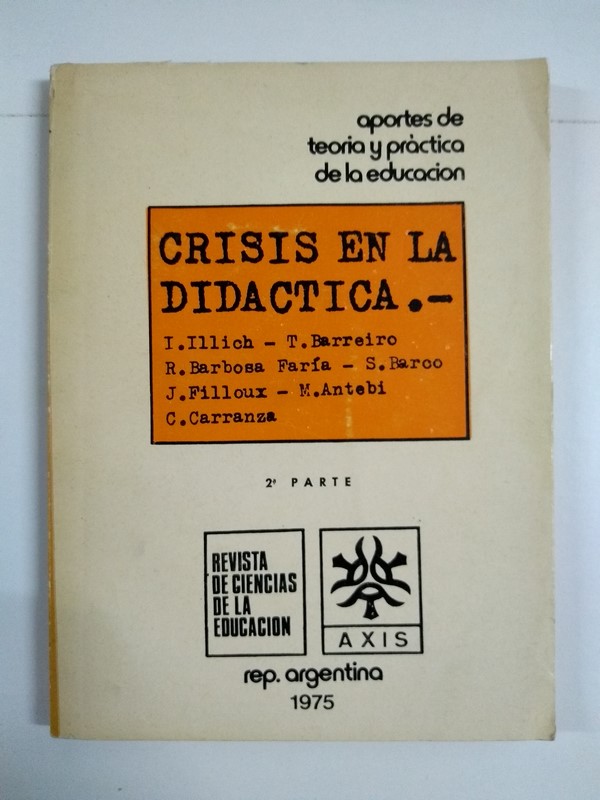 aportes de
teoria y pràctica
de la educacion
CRISIS EN LA
DIDACTICA.-
I.Illich - T.Barreiro
R.Barbosa Faría - S.Barco
J.Filloux - M.Antebi
C.Carranza
2ª PARTE
REVISTA
DE CIENCIAS
DE LA
EDUCACION
AXIS
rep. argentina
1975